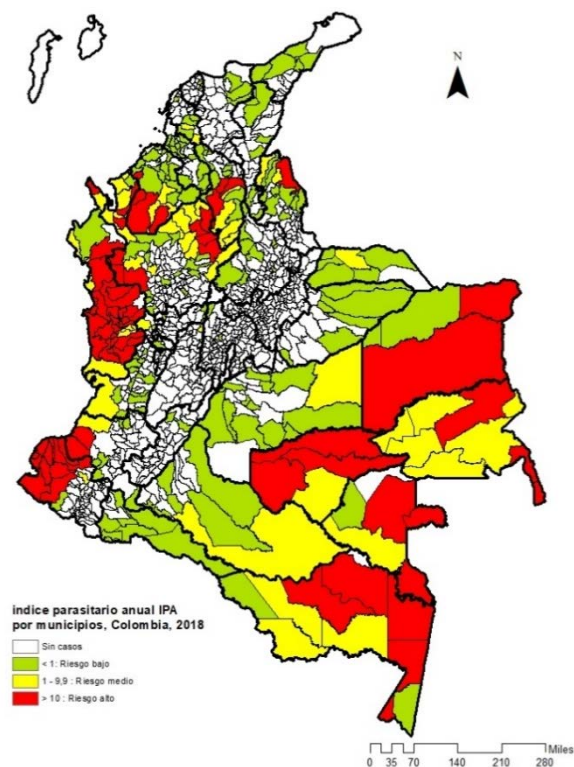 N
indice parasitario anual IPA
por municipios, Colombia, 2018
Sin casos
< 1: Riesgo bajo
1 - 9,9 : Riesgo medio
> 10 : Riesgo alto
Miles
0 35 70 140 210 280